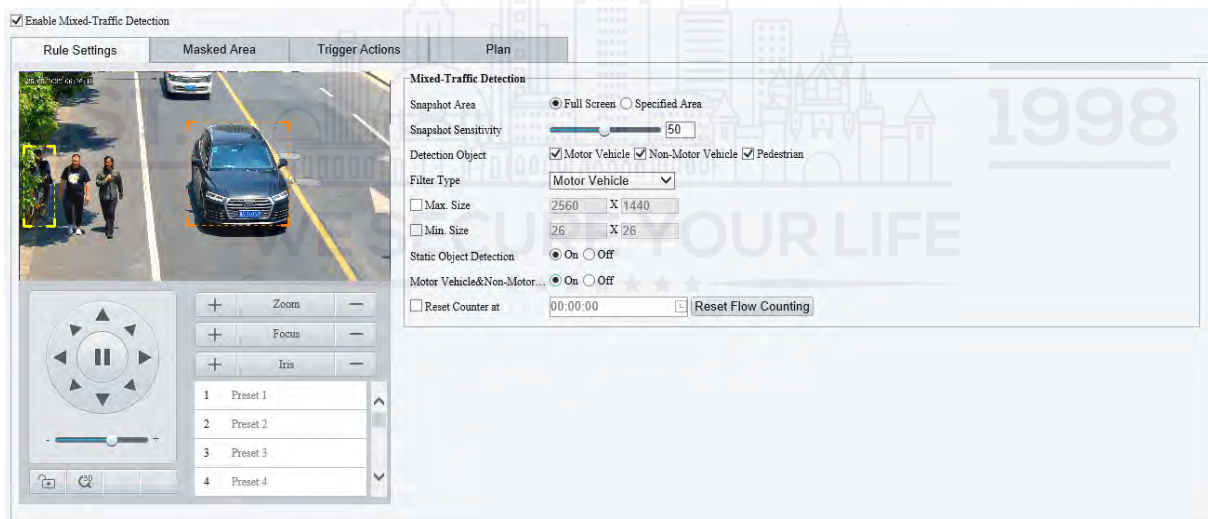 Enable Mixed-Traffic Detection
Rule Settings Masked Area Trigger Actions Plan
Mixed-Traffic Detection
Snapshot Area Full Screen Specified Area
Snapshot Sensitivity 50
Detection Object Motor Vehicle Non-Motor Vehicle Pedestrian
Filter Type Motor Vehicle
Max. Size 2560 X 1440
Min. Size 26 X 26
Static Object Detection On Off
Motor Vehicle&Non-Motor... On Off
Reset Counter at 00:00:00 Reset Flow Counting
+ Zoom −
+ Focus −
+ Iris −
1 Preset 1
2 Preset 2
3 Preset 3
4 Preset 4
- +
3D
1998
WE SECURE YOUR LIFE